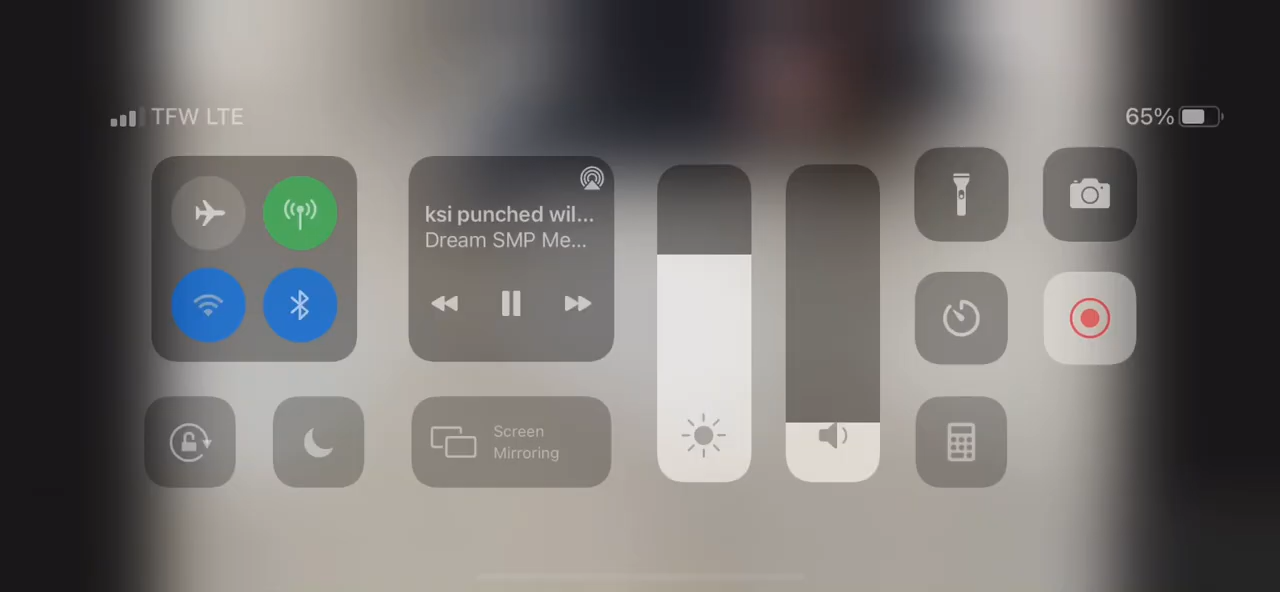 TFW LTE
65%
ksi punched wil...
Dream SMP Me...
Screen
Mirroring